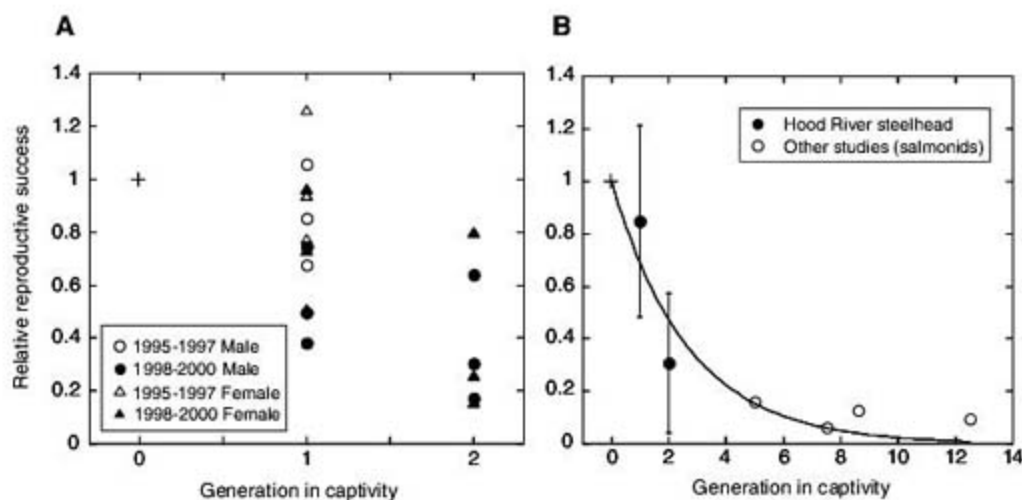 A
B
Relative reproductive success
1.4
1.2
1
0.8
0.6
0.4
0.2
0
0
1
2
Generation in captivity
1995-1997 Male
1998-2000 Male
1995-1997 Female
1998-2000 Female
1.4
1.2
1
0.8
0.6
0.4
0.2
0
0
2
4
6
8
10
12
14
Generation in captivity
Hood River steelhead
Other studies (salmonids)